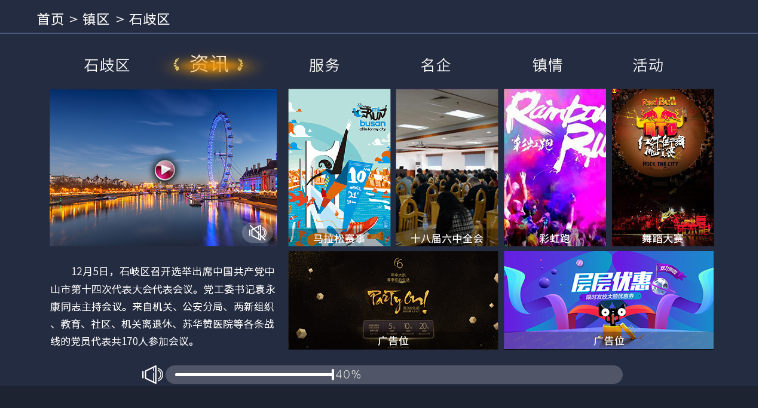 首页 > 镇区 > 石歧区
石歧区
资讯
服务
名企
镇情
活动
RUN
busan
马拉松赛事
十八届六中全会
彩虹跑
Red Bull
舞蹈大赛
12月5日，石岐区召开选举出席中国共产党中
山市第十四次代表大会代表会议。党工委书记袁永
康同志主持会议。来自机关、公安分局、两新组织
、教育、社区、机关离退休、苏华赞医院等各条战
线的党员代表共170人参加会议。
Party On!
广告位
层层优惠
广告位
40%